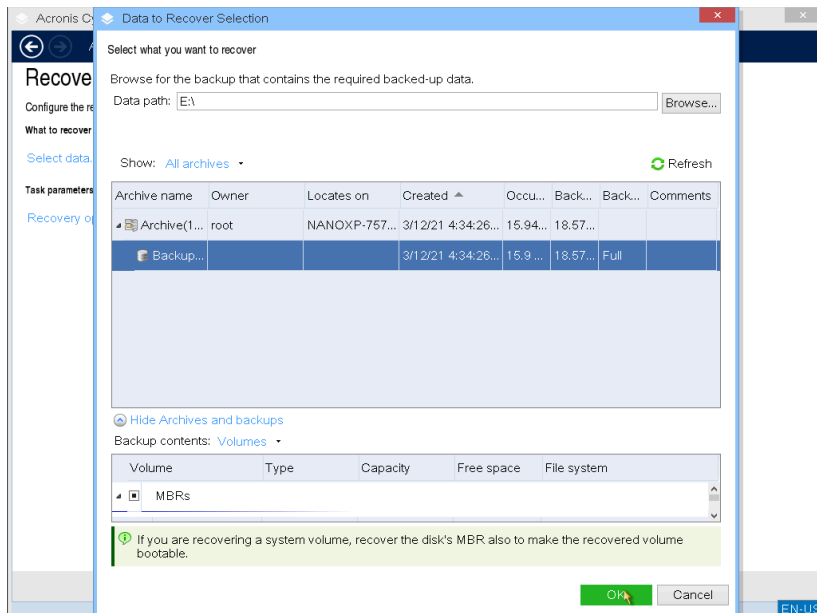 Acronis Cy
Data to Recover Selection
Recove
Configure the re
What to recover
Select data.
Task parameters
Recovery op
Select what you want to recover
Browse for the backup that contains the required backed-up data.
Data path: E:\
Browse...
Show: All archives
Refresh
Archive name Owner Locates on Created Occu... Back... Back... Comments
Archive(1... root NANOXP-757... 3/12/21 4:34:26... 15.94... 18.57...
Backup... 3/12/21 4:34:26... 15.9 ... 18.57... Full
Hide Archives and backups
Backup contents: Volumes
Volume Type Capacity Free space File system
MBRs
If you are recovering a system volume, recover the disk's MBR also to make the recovered volume
bootable.
OK Cancel
EN-US